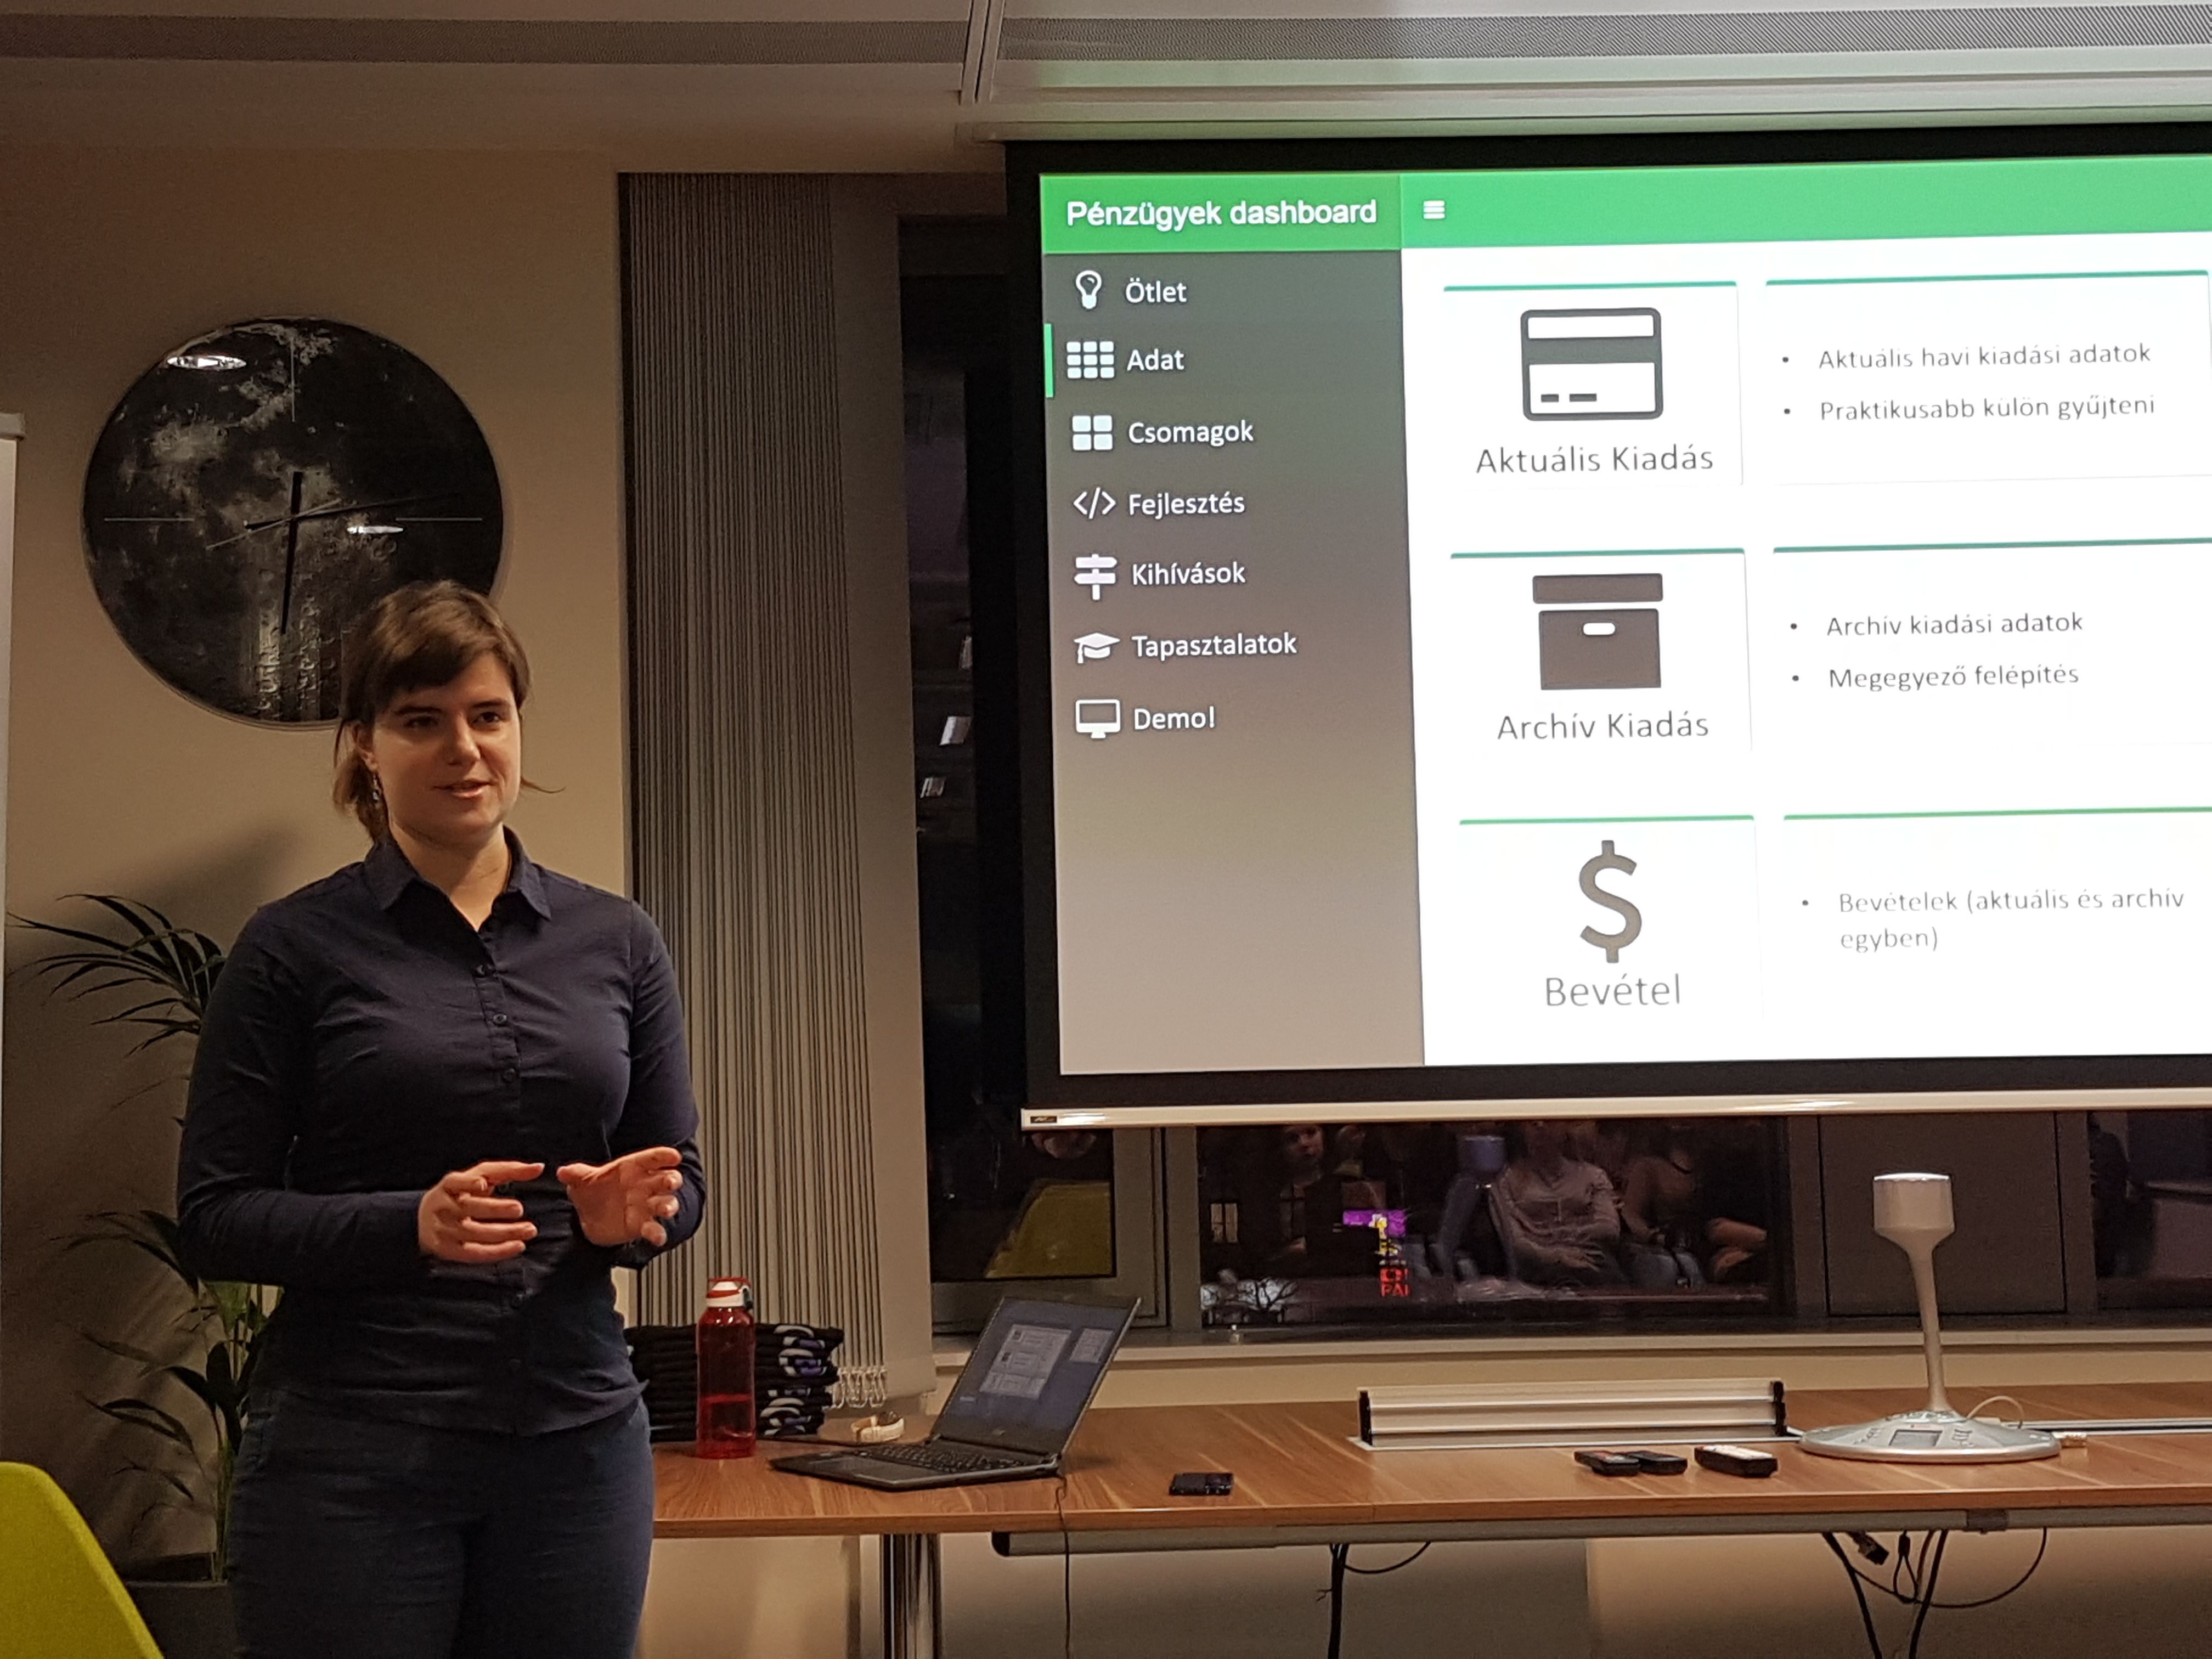 Pénzügyek dashboard
Ötlet
Adat
Csomagok
Fejlesztés
Kihívások
Tapasztalatok
Demo!
Aktuális Kiadás
• Aktuális havi kiadási adatok
• Praktikusabb külön gyűjteni
Archív Kiadás
• Archív kiadási adatok
• Megegyező felépítés
$
Bevétel
• Bevételek (aktuális és archív
egyben)